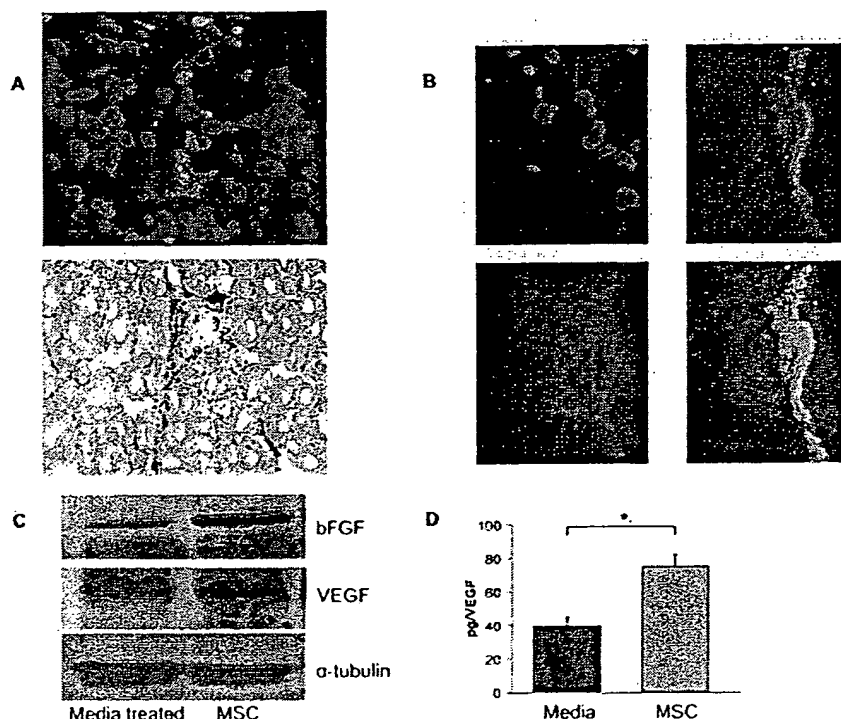 A
B
C
bFGF
VEGF
α-tubulin
Media treated MSC
D
pg/VEGF
100
80
60
40
20
0
*
Media MSC